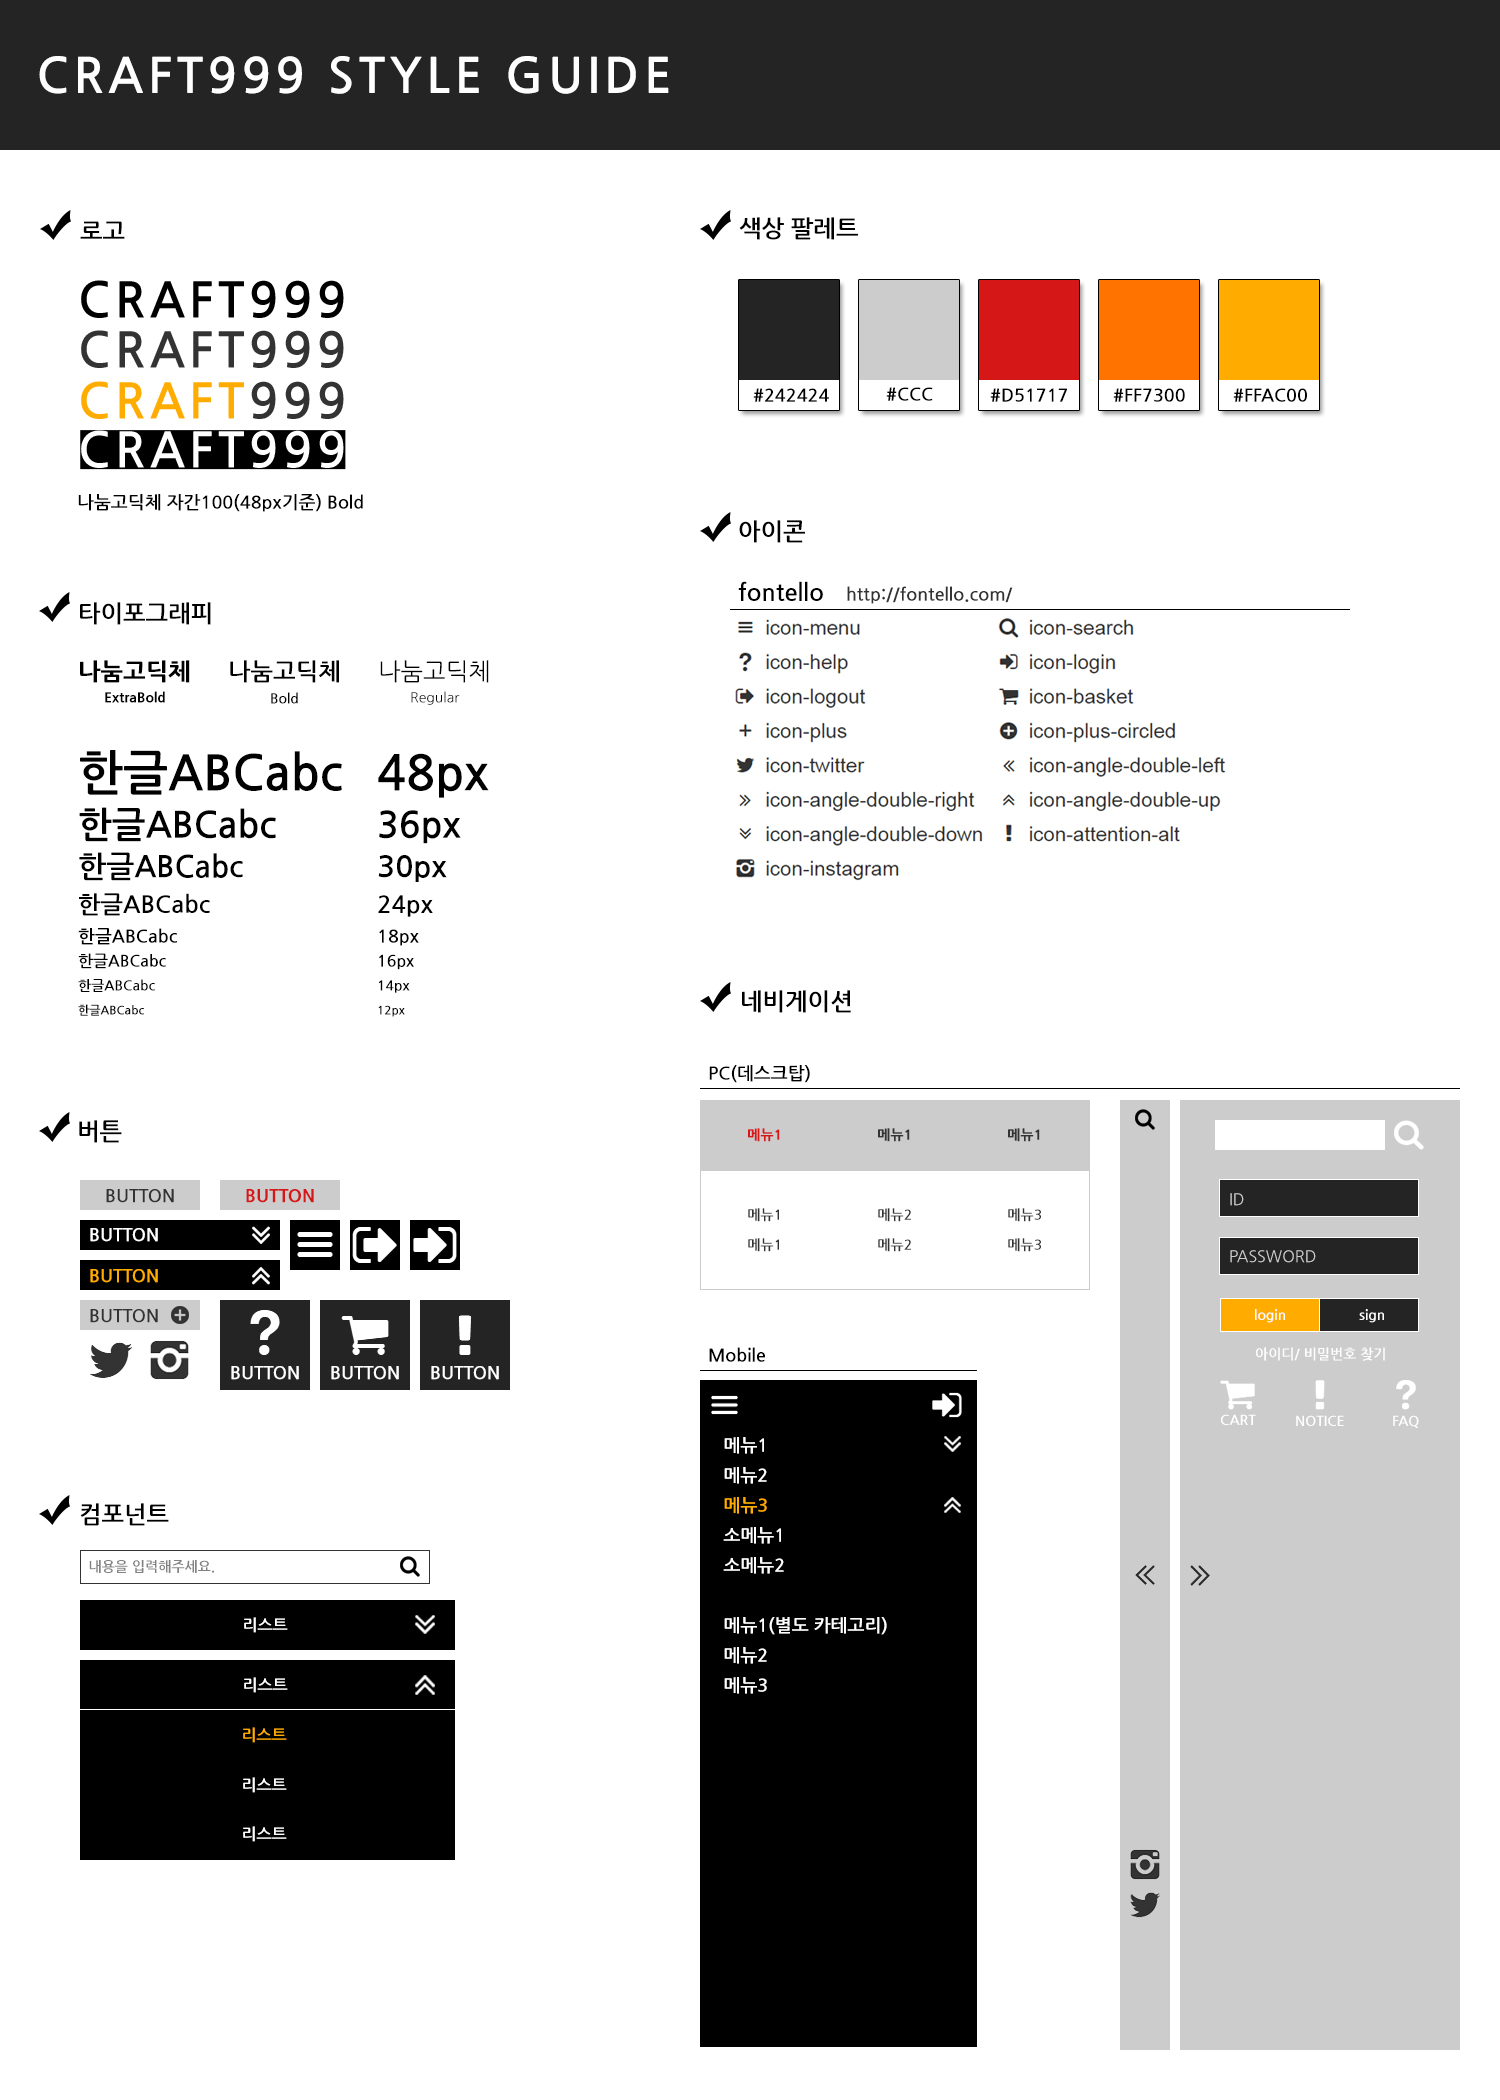 CRAFT999 STYLE GUIDE
로고
CRAFT999
CRAFT999
CRAFT999
CRAFT999
나눔고딕체 자간100(48px기준) Bold
타이포그래피
나눔고딕체 나눔고딕체 나눔고딕체
ExtraBold Bold Regular
한글ABCabc 48px
한글ABCabc 36px
한글ABCabc 30px
한글ABCabc 24px
한글ABCabc 18px
한글ABCabc 16px
한글ABCabc 14px
한글ABCabc 12px
버튼
BUTTON BUTTON
BUTTON
BUTTON
BUTTON
BUTTON BUTTON BUTTON
컴포넌트
내용을 입력해주세요.
리스트
리스트
리스트
리스트
리스트
색상 팔레트
#242424 #CCC #D51717 #FF7300 #FFAC00
아이콘
fontello http://fontello.com/
icon-menu icon-search
icon-help icon-login
icon-logout icon-basket
icon-plus icon-plus-circled
icon-twitter icon-angle-double-left
icon-angle-double-right icon-angle-double-up
icon-angle-double-down icon-attention-alt
icon-instagram
네비게이션
PC(데스크탑)
메뉴1 메뉴1 메뉴1
메뉴1 메뉴2 메뉴3
메뉴1 메뉴2 메뉴3
Mobile
메뉴1
메뉴2
메뉴3
소메뉴1
소메뉴2
메뉴1(별도 카테고리)
메뉴2
메뉴3
ID
PASSWORD
login sign
아이디/ 비밀번호 찾기
CART NOTICE FAQ